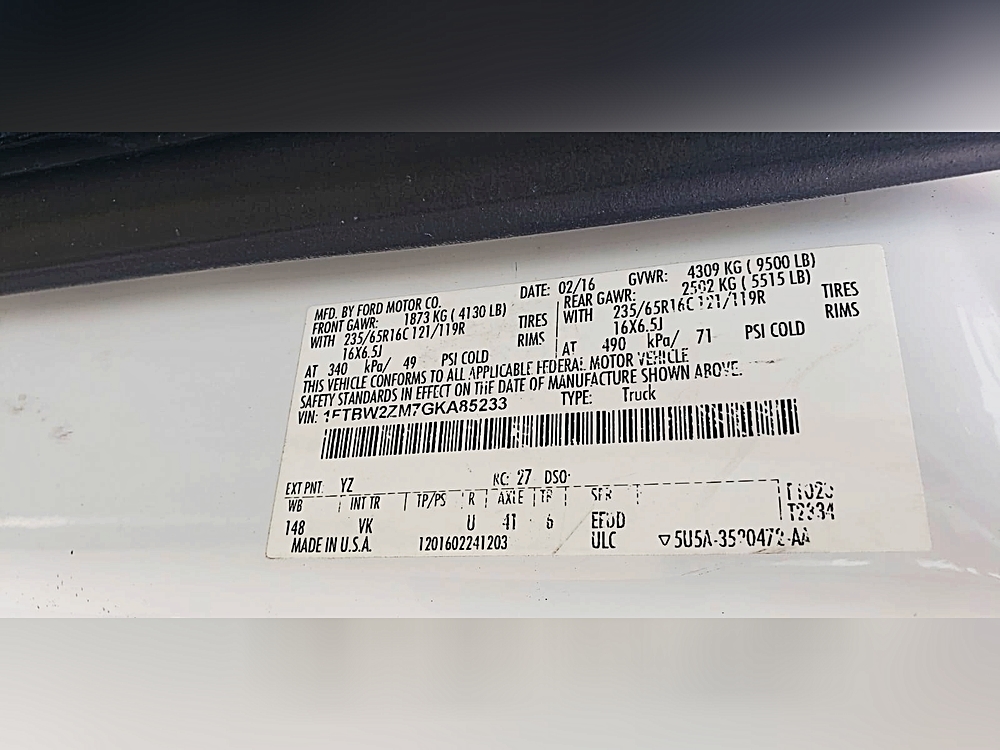 MFD. BY FORD MOTOR CO. DATE: 02/16 GVWR: 4309 KG ( 9500 LB)
FRONT GAWR: 1873 KG ( 4130 LB) REAR GAWR: 2502 KG ( 5515 LB)
WITH 235/65R16C 121/119R TIRES WITH 235/65R16C 121/119R TIRES
16X6.5J RIMS 16X6.5J RIMS
AT 340 kPa/ 49 PSI COLD AT 490 kPa/ 71 PSI COLD
THIS VEHICLE CONFORMS TO ALL APPLICABLE FEDERAL MOTOR VEHICLE
SAFETY STANDARDS IN EFFECT ON THE DATE OF MANUFACTURE SHOWN ABOVE.
VIN: 1FTBW2ZM7GKA85233 TYPE: Truck
EXT PNT: YZ RC: 27 DSO:
WB INT TR TP/PS R AXLE TR SPR
148 VK U 41 6 EFUD
MADE IN U.S.A. 1201602241203 ULC